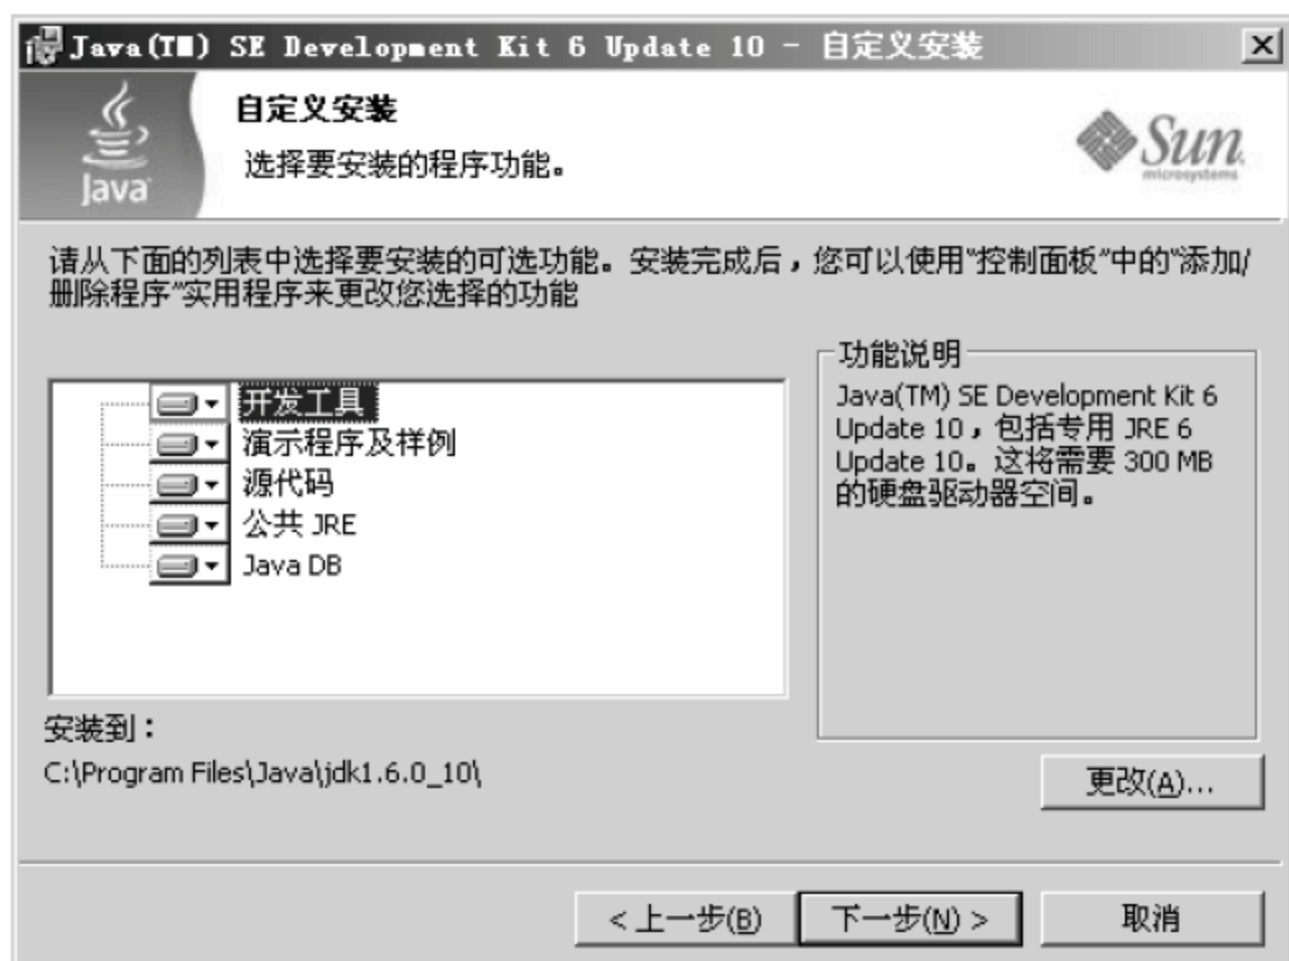 Java(TM) SE Development Kit 6 Update 10 - 自定义安装
自定义安装
选择要安装的程序功能。
Java
Sun
microsystems
请从下面的列表中选择要安装的可选功能。安装完成后，您可以使用“控制面板”中的“添加/
删除程序”实用程序来更改您选择的功能
开发工具
演示程序及样例
源代码
公共 JRE
Java DB
功能说明
Java(TM) SE Development Kit 6
Update 10，包括专用 JRE 6
Update 10。这将需要 300 MB
的硬盘驱动器空间。
安装到：
C:\Program Files\Java\jdk1.6.0_10\
更改(A)...
<上一步(B)
下一步(N) >
取消